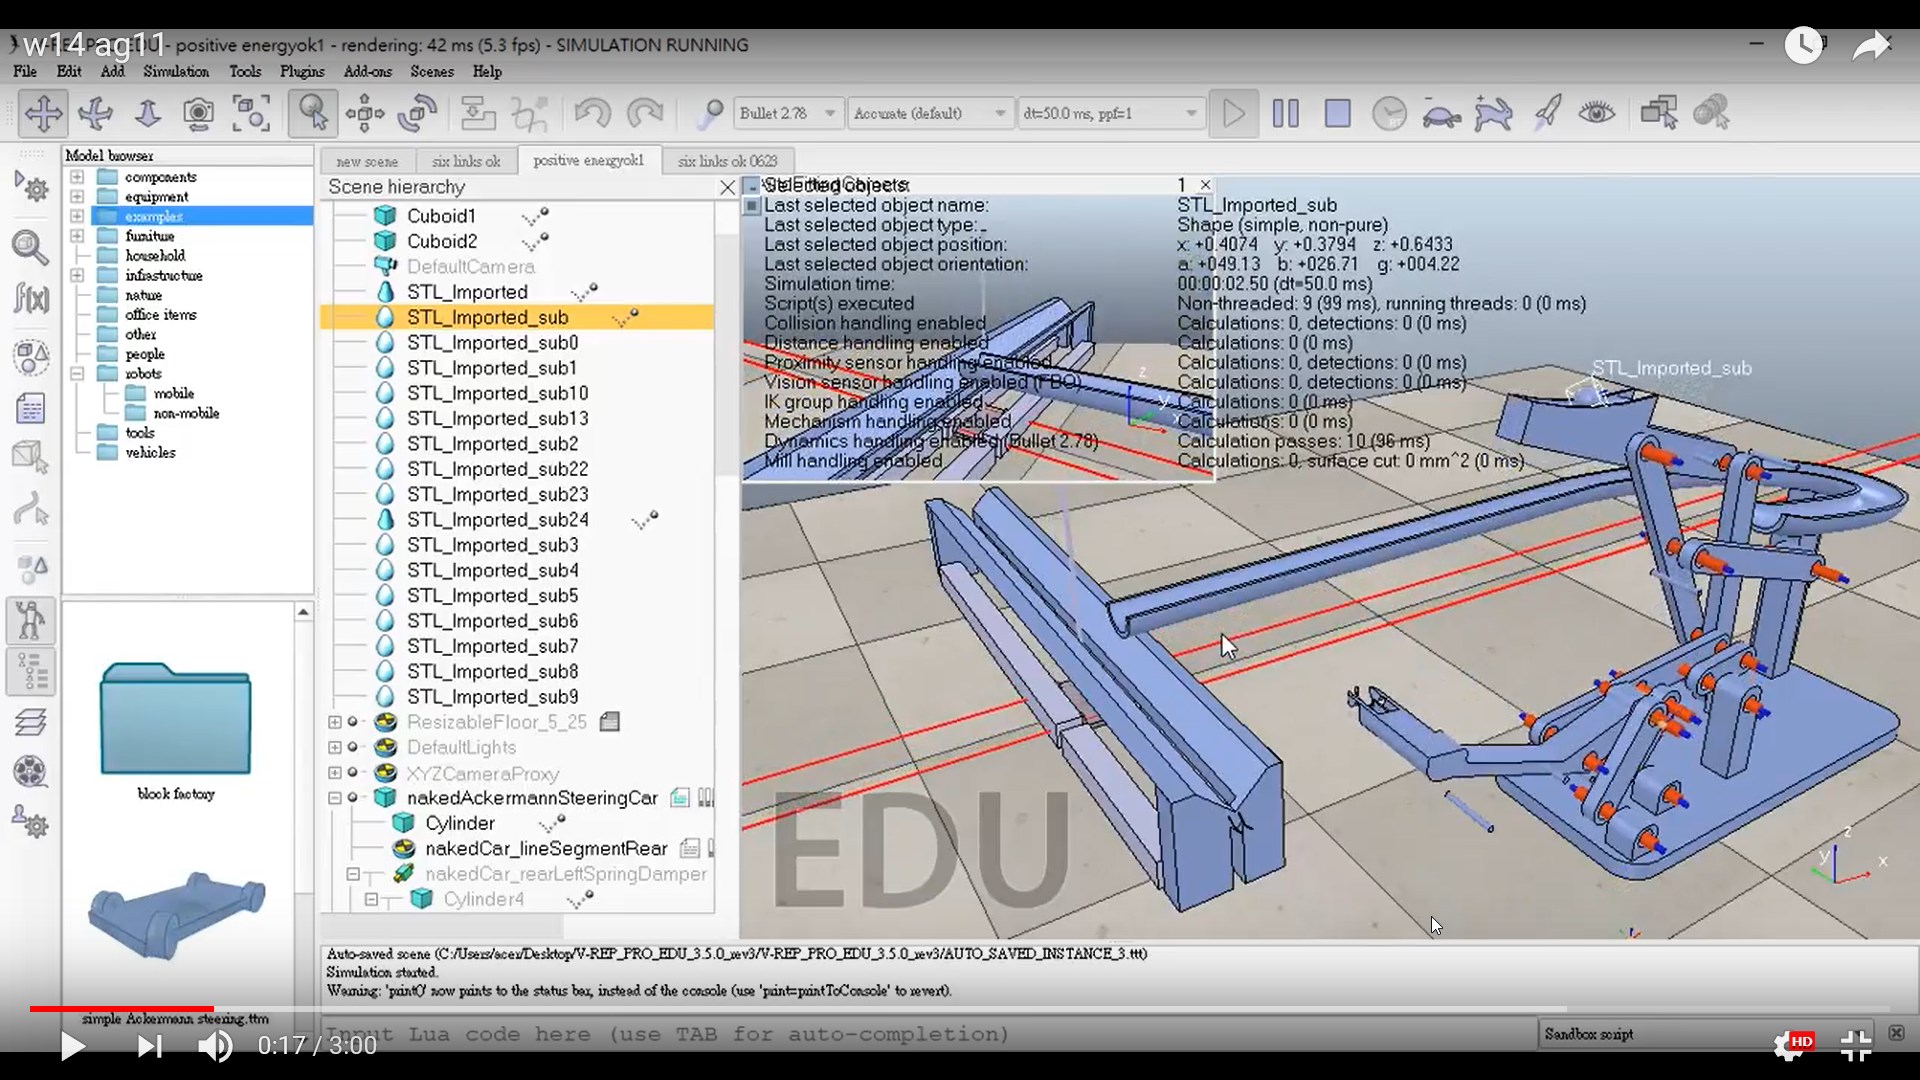 w14 ag11
V-REP PRO EDU - positive energyok1 - rendering: 42 ms (5.3 fps) - SIMULATION RUNNING
File Edit Add Simulation Tools Plugins Add-ons Scenes Help
Bullet 2.78 Accurate (default) dt=50.0 ms, ppf=1
Model browser
components
equipment
examples
furniture
household
infrastructure
nature
office items
other
people
robots
mobile
non-mobile
tools
vehicles
block factory
simple Ackermann steering.ttm
new scene six links ok positive energyok1 six links ok 0623
Scene hierarchy
Cuboid1
Cuboid2
DefaultCamera
STL_Imported
STL_Imported_sub
STL_Imported_sub0
STL_Imported_sub1
STL_Imported_sub10
STL_Imported_sub13
STL_Imported_sub2
STL_Imported_sub22
STL_Imported_sub23
STL_Imported_sub24
STL_Imported_sub3
STL_Imported_sub4
STL_Imported_sub5
STL_Imported_sub6
STL_Imported_sub7
STL_Imported_sub8
STL_Imported_sub9
ResizableFloor_5_25
DefaultLights
XYZCameraProxy
nakedAckermannSteeringCar
Cylinder
nakedCar_lineSegmentRear
nakedCar_rearLeftSpringDamper
Cylinder4
Selected objects: 1
Last selected object name: STL_Imported_sub
Last selected object type: Shape (simple, non-pure)
Last selected object position: x: +0.4074 y: +0.3794 z: +0.6433
Last selected object orientation: a: +049.13 b: +026.71 g: +004.22
Simulation time: 00:00:02.50 (dt=50.0 ms)
Script(s) executed Non-threaded: 9 (99 ms), running threads: 0 (0 ms)
Collision handling enabled Calculations: 0, detections: 0 (0 ms)
Distance handling enabled Calculations: 0 (0 ms)
Proximity sensor handling enabled Calculations: 0, detections: 0 (0 ms)
Vision sensor handling enabled (FBO) Calculations: 0, detections: 0 (0 ms)
IK group handling enabled Calculations: 0 (0 ms)
Mechanism handling enabled Calculations: 0 (0 ms)
Dynamics handling enabled (Bullet 2.78) Calculation passes: 10 (96 ms)
Mill handling enabled Calculations: 0, surface cut: 0 mm^2 (0 ms)
STL_Imported_sub
z
y
x
EDU
z
y
x
Auto-saved scene (C:/Users/acer/Desktop/V-REP_PRO_EDU_3.5.0_rev3/V-REP_PRO_EDU_3.5.0_rev3/AUTO_SAVED_INSTANCE_3.ttt)
Simulation started.
Warning: 'print()' now prints to the status bar, instead of the console (use 'print=printToConsole' to revert).
Input Lua code here (use TAB for auto-completion)
Sandbox script
0:17 / 3:00
HD